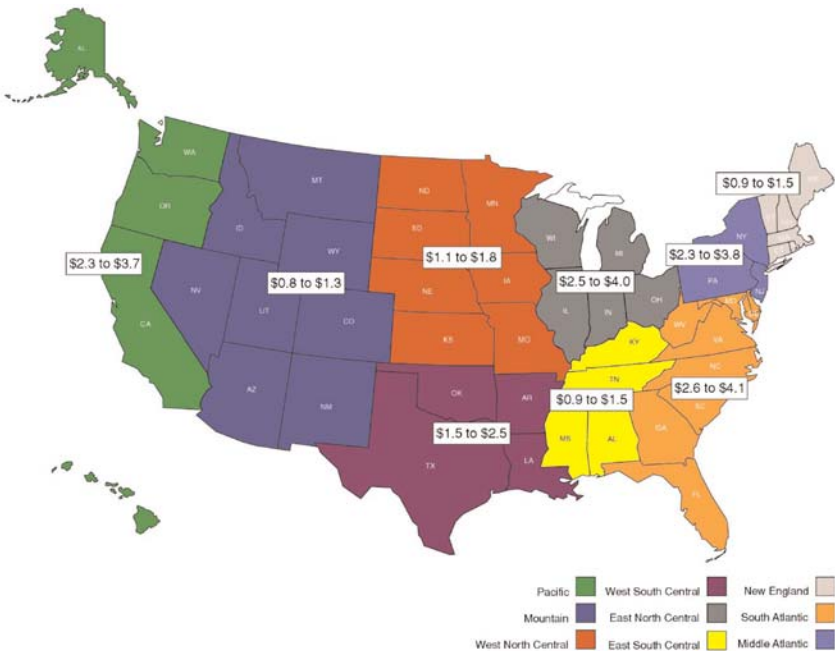 AL
WA
OR
CA
MT
ID
WY
NV
UT
CO
AZ
NM
ND
MN
SD
NE
IA
KS
MO
OK
AR
TX
LA
WI
MI
IL
IN
OH
KY
TN
MS
AL
NY
PA
NJ
MD
WV
VA
NC
SC
GA
FL
$2.3 to $3.7
$0.8 to $1.3
$1.1 to $1.8
$1.5 to $2.5
$2.5 to $4.0
$0.9 to $1.5
$0.9 to $1.5
$2.3 to $3.8
$2.6 to $4.1
Pacific West South Central New England
Mountain East North Central South Atlantic
West North Central East South Central Middle Atlantic